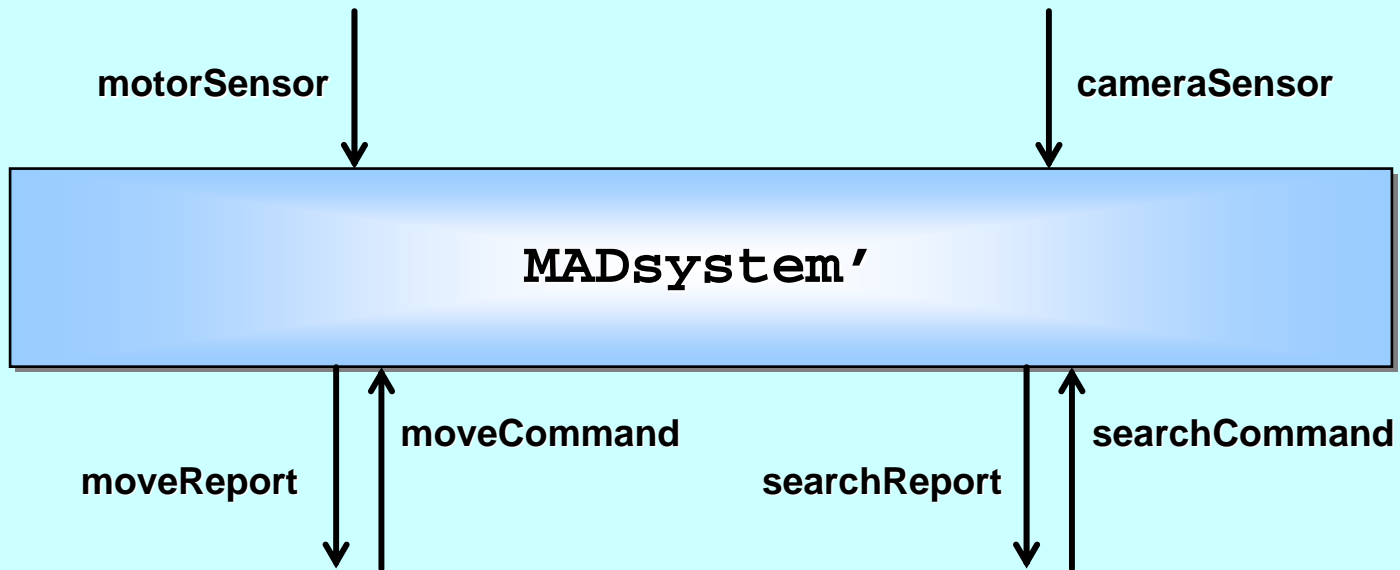 motorSensor
cameraSensor
MADsystem′
moveCommand
searchCommand
moveReport
searchReport